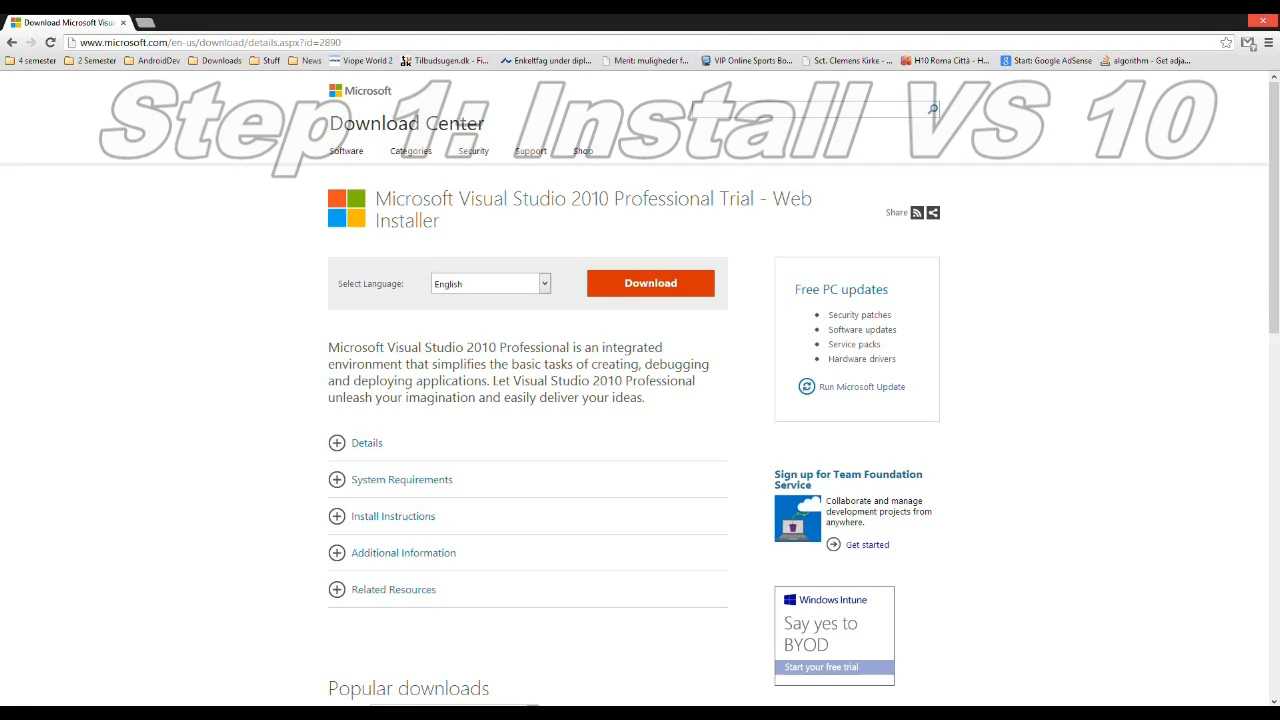 Download Microsoft Visu
www.microsoft.com/en-us/download/details.aspx?id=2890
4 semester
2 Semester
AndroidDev
Downloads
Stuff
News
Viope World 2
Tilbudsugen.dk - Fi...
Enkeltfag under dipl...
Merit: muligheder f...
VIP Online Sports Bo...
Sct. Clemens Kirke - ...
H10 Roma Città - H...
Start: Google AdSense
algorithm - Get adja...
Step 1: Install VS 10
Microsoft
Download Center
Software
Categories
Security
Support
Shop
Microsoft Visual Studio 2010 Professional Trial - Web
Installer
Share
Select Language:
English
Download
Microsoft Visual Studio 2010 Professional is an integrated
environment that simplifies the basic tasks of creating, debugging
and deploying applications. Let Visual Studio 2010 Professional
unleash your imagination and easily deliver your ideas.
Details
System Requirements
Install Instructions
Additional Information
Related Resources
Popular downloads
Free PC updates
Security patches
Software updates
Service packs
Hardware drivers
Run Microsoft Update
Sign up for Team Foundation
Service
Collaborate and manage
development projects from
anywhere.
Get started
Windows Intune
Say yes to
BYOD
Start your free trial